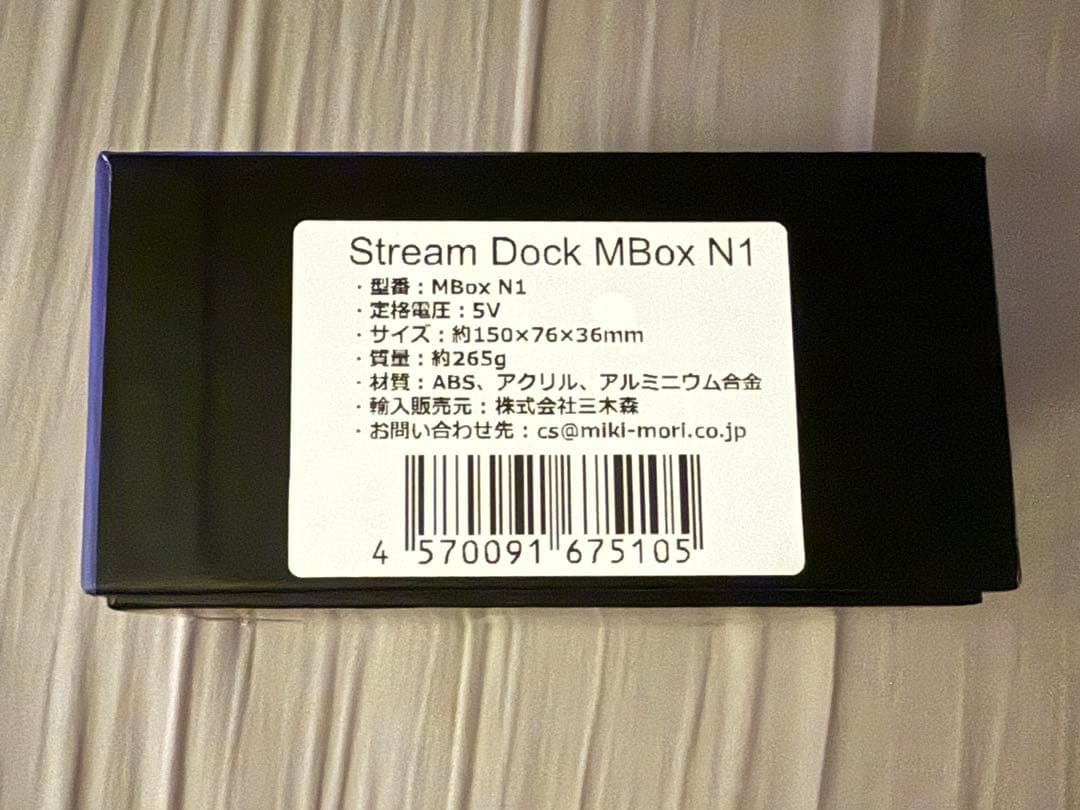 Stream Dock MBox N1
・型番：MBox N1
・定格電圧：5V
・サイズ：約150×76×36mm
・質量：約265g
・材質：ABS、アクリル、アルミニウム合金
・輸入販売元：株式会社三木森
・お問い合わせ先：cs@miki-mori.co.jp
4 570091 675105